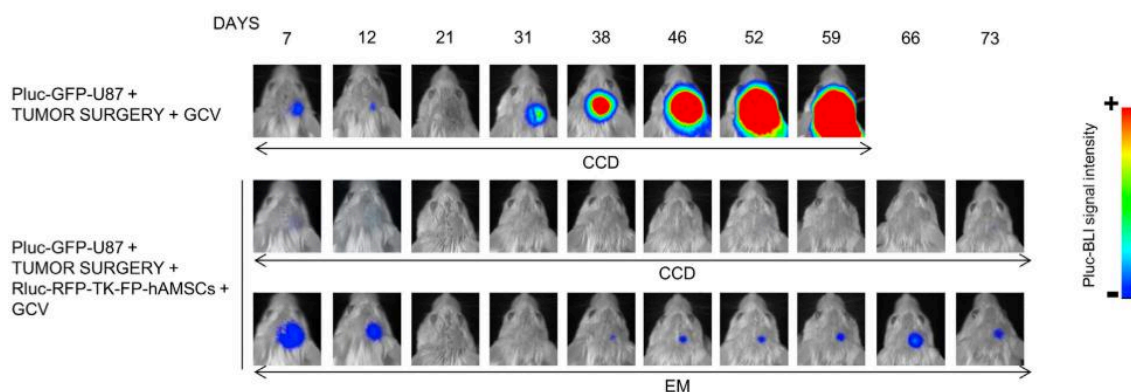 DAYS
7 12 21 31 38 46 52 59 66 73
Pluc-GFP-U87 +
TUMOR SURGERY + GCV
CCD
Pluc-GFP-U87 +
TUMOR SURGERY +
Rluc-RFP-TK-FP-hAMSCs +
GCV
CCD
EM
+
Pluc-BLI signal intensity
-